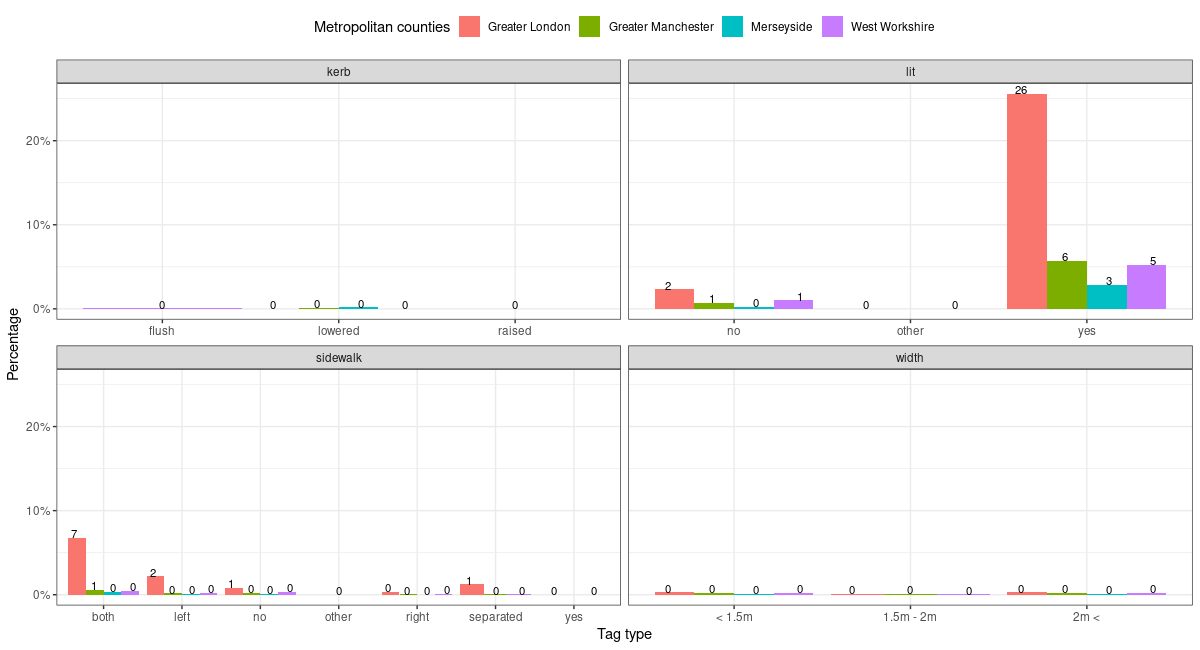 Metropolitan counties Greater London Greater Manchester Merseyside West Workshire
kerb
lit
20%
10%
0%
0 0 0 0 0 0
flush lowered raised
26
6
3
5
2
1
0
1
0 0
no other yes
Percentage
sidewalk
width
20%
10%
0%
7
1 0 0
2
0 0 0
1
0 0 0
0
0 0 0 0
1
0 0
0 0
both left no other right separated yes
0 0 0 0 0 0 0 0 0 0 0
< 1.5m 1.5m - 2m 2m <
Tag type